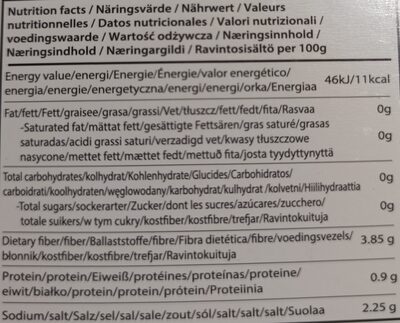 Nutrition facts / Näringsvärde / Nährwert / Valeurs
nutritionnelles / Datos nutricionales / Valori nutrizionali /
voedingswaarde / Wartość odżywcza / Næringsinnhold /
Næringsindhold / Næringargildi / Ravintosisältö per 100g
Energy value/energi/Energie/Énergie/valor energético/
energia/energie/energetyczna/energi/energi/orka/Energiaa
46kJ/11kcal
Fat/fett/Fett/graisee/grasa/grassi/Vet/tłuszcz/fett/fedt/fita/Rasvaa
0g
-Saturated fat/mättat fett/gesättigte Fettsären/gras saturé/grasas
saturadas/acidi grassi saturi/verzadigd vet/kwasy tłuszczowe
nasycone/mettet fett/mættet fedt/mettuð fita/josta tyydyttynyttä
0g
Total carbohydrates/kolhydrat/Kohlenhydrate/Glucides/Carbohidratos/
carboidrati/koolhydraten/węglowodany/karbohydrat/kulhydrat /kolvetni/Hiilihydraattia
0g
-Total sugars/sockerarter/Zucker/dont les sucres/azúcares/zucchero/
totale suikers/w tym cukry/kostfiber/kostfibre/trefjar/Ravintokuituja
0g
Dietary fiber/fiber/Ballaststoffe/fibre/Fibra dietética/fibre/voedingsvezels/
błonnik/kostfiber/kostfibre/trefjar/Ravintokuituja
3.85 g
Protein/protein/Eiweiß/protéines/proteínas/proteine/
eiwit/białko/protein/protein/prótein/Proteiinia
0.9 g
Sodium/salt/Salz/sel/sal/sale/zout/sól/salt/salt/salt/Suolaa
2.25 g